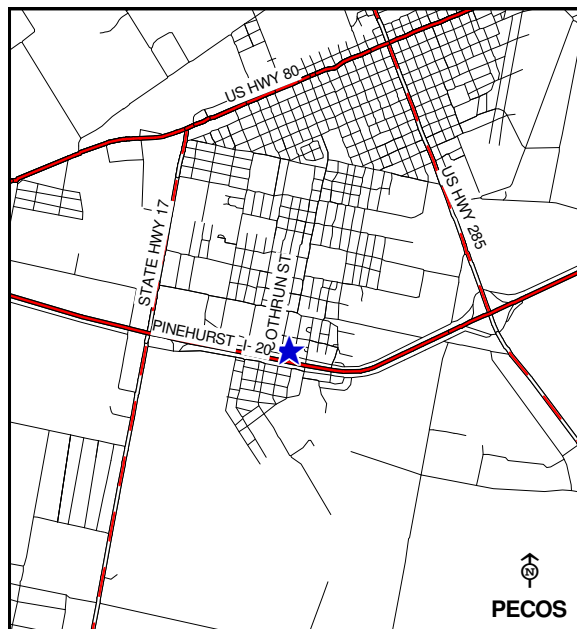 US HWY 80
US HWY 285
STATE HWY 17
OTHRUN ST
PINEHURST - I- 20
N
PECOS